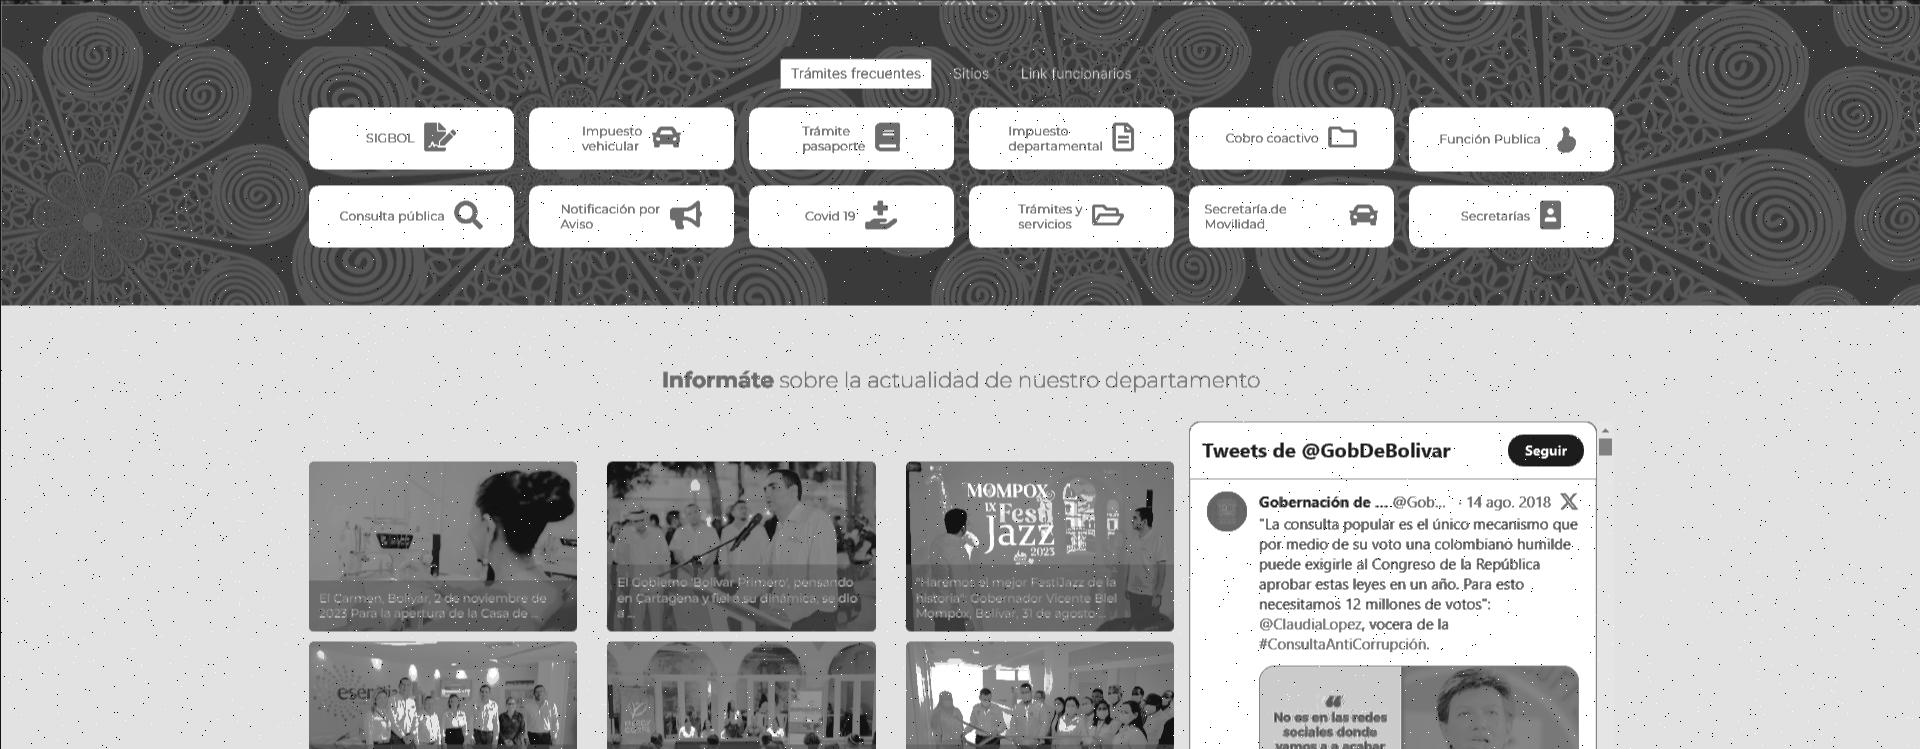 Trámites frecuentes
Sitios
Link funcionarios
SIGBOL
Impuesto
vehicular
Trámite
pasaporte
Impuesto
departamental
Cobro coactivo
Función Publica
Consulta pública
Notificación por
Aviso
Covid 19
Trámites y
servicios
Secretaría de
Movilidad
Secretarías
Informáte sobre la actualidad de nuestro departamento
El Carmen, Bolívar, 2 de noviembre de
2023 Para la apertura de la Casa de ...
El Gobierno 'Bolívar Primero', pensando
en Cartagena y fiel a su dinámica, se dio
a ...
MOMPOX
IX Fest
Jazz
2023
"Haremos el mejor FestiJazz de la
historia": Gobernador Vicente Blel
Mompóx, Bolívar, 31 de agosto ...
Tweets de @GobDeBolivar
Seguir
Gobernación de ... @Gob... · 14 ago. 2018
"La consulta popular es el único mecanismo que
por medio de su voto una colombiano humilde
puede exigirle al Congreso de la República
aprobar estas leyes en un año. Para esto
necesitamos 12 millones de votos":
@ClaudiaLopez, vocera de la
#ConsultaAntiCorrupción.
No es en las redes
sociales donde
vamos a a acabar